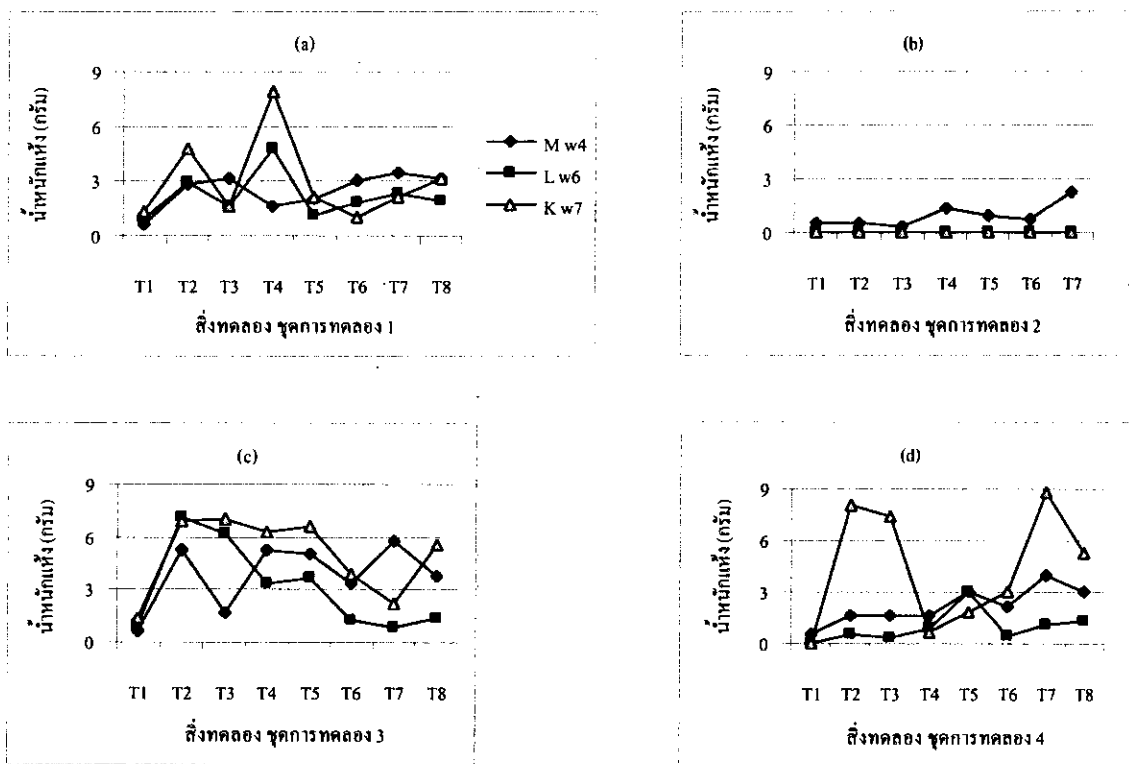 (a)
น้ำหนักแห้ง (กรัม)
9
6
3
0
T1 T2 T3 T4 T5 T6 T7 T8
สิ่งทดลอง ชุดการทดลอง 1
M w4
L w6
K w7
(b)
น้ำหนักแห้ง (กรัม)
9
6
3
0
T1 T2 T3 T4 T5 T6 T7
สิ่งทดลอง ชุดการทดลอง 2
(c)
น้ำหนักแห้ง (กรัม)
9
6
3
0
T1 T2 T3 T4 T5 T6 T7 T8
สิ่งทดลอง ชุดการทดลอง 3
(d)
น้ำหนักแห้ง (กรัม)
9
6
3
0
T1 T2 T3 T4 T5 T6 T7 T8
สิ่งทดลอง ชุดการทดลอง 4